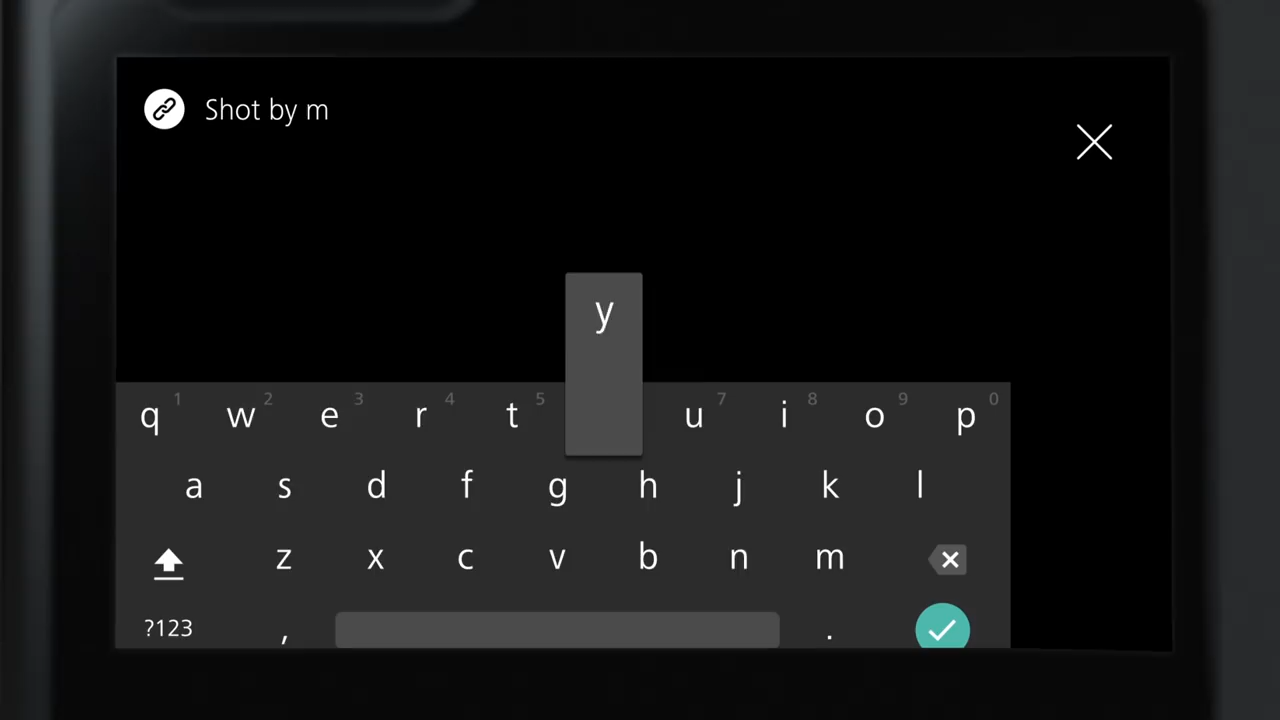 Shot by m
y
1 2 3 4 5 7 8 9 0
q w e r t u i o p
a s d f g h j k l
z x c v b n m
?123 , .